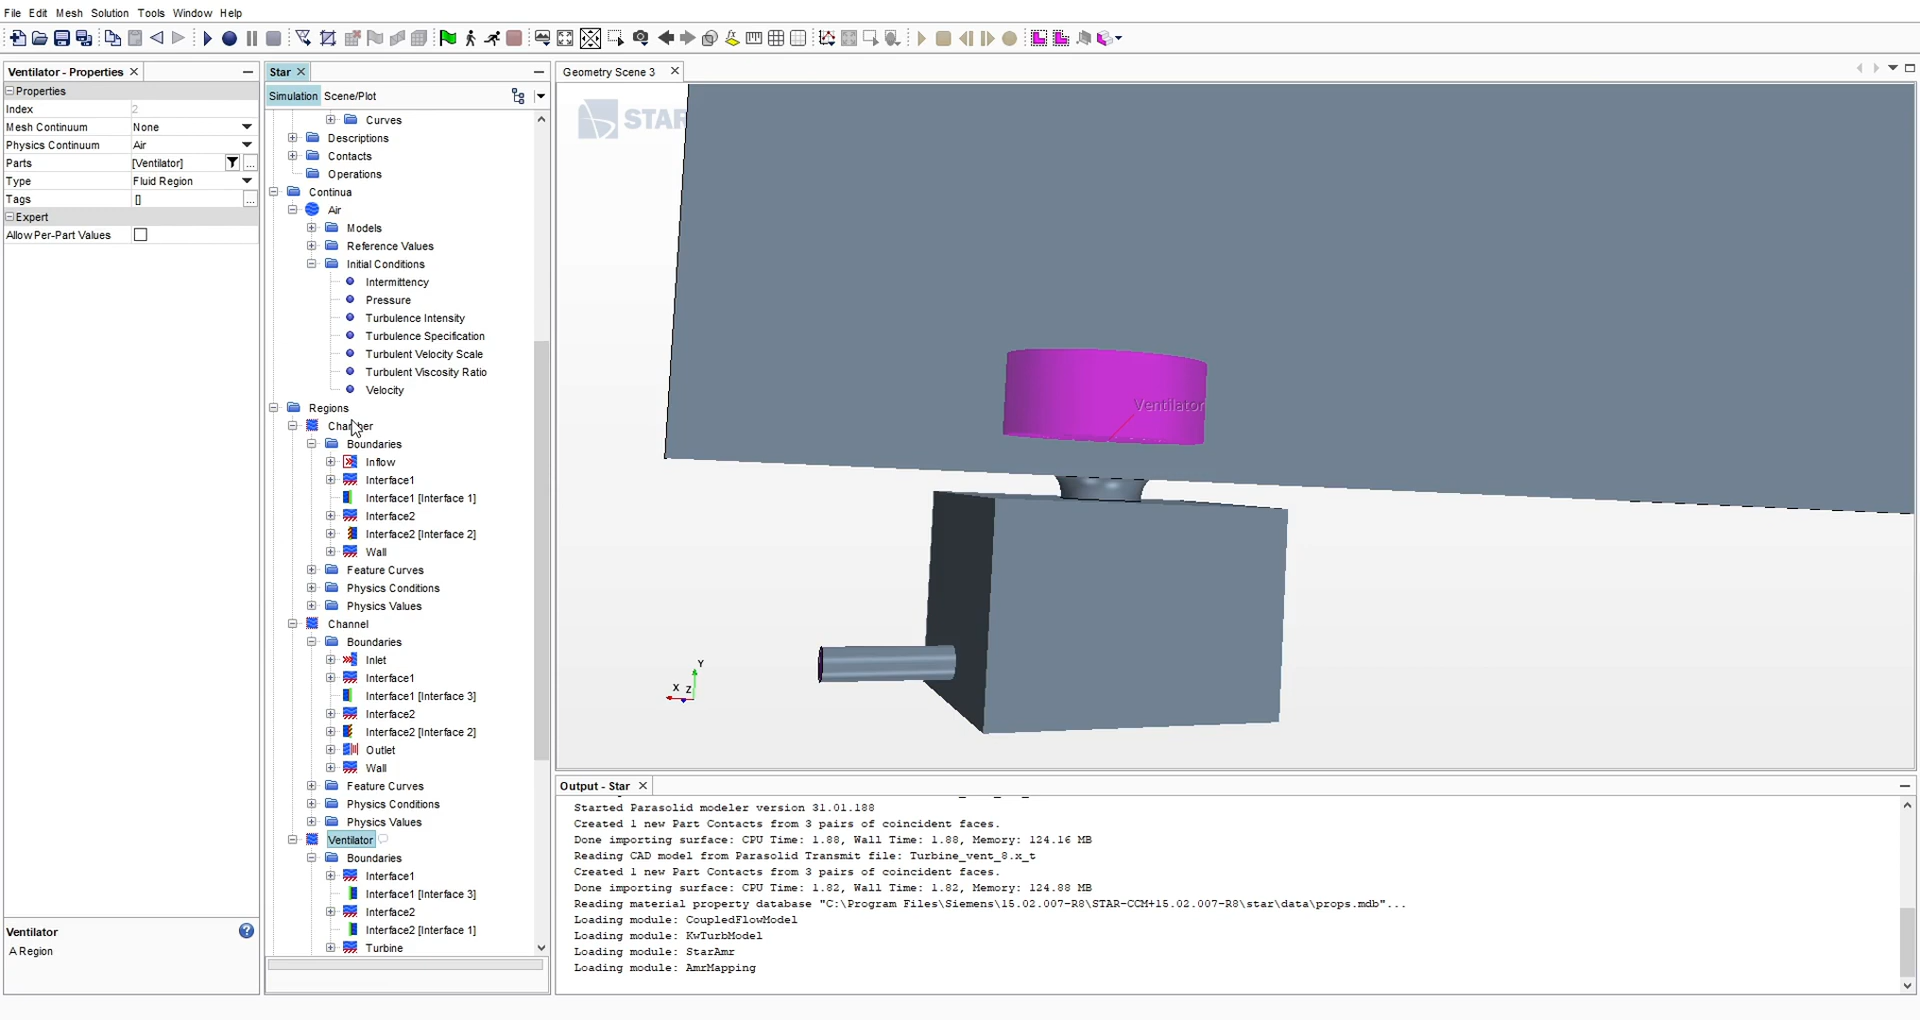 File Edit Mesh Solution Tools Window Help
Ventilator - Properties
Properties
Index 2
Mesh Continuum None
Physics Continuum Air
Parts [Ventilator]
Type Fluid Region
Tags []
Expert
Allow Per-Part Values
Ventilator
A Region
Star
Simulation Scene/Plot
Curves
Descriptions
Contacts
Operations
Continua
Air
Models
Reference Values
Initial Conditions
Intermittency
Pressure
Turbulence Intensity
Turbulence Specification
Turbulent Velocity Scale
Turbulent Viscosity Ratio
Velocity
Regions
Chamber
Boundaries
Inflow
Interface1
Interface1 [Interface 1]
Interface2
Interface2 [Interface 2]
Wall
Feature Curves
Physics Conditions
Physics Values
Channel
Boundaries
Inlet
Interface1
Interface1 [Interface 3]
Interface2
Interface2 [Interface 2]
Outlet
Wall
Feature Curves
Physics Conditions
Physics Values
Ventilator
Boundaries
Interface1
Interface1 [Interface 3]
Interface2
Interface2 [Interface 1]
Turbine
Geometry Scene 3
STAR
Ventilator
Y
X Z
Output - Star
Started Parasolid modeler version 31.01.188
Created 1 new Part Contacts from 3 pairs of coincident faces.
Done importing surface: CPU Time: 1.88, Wall Time: 1.88, Memory: 124.16 MB
Reading CAD model from Parasolid Transmit file: Turbine_vent_8.x_t
Created 1 new Part Contacts from 3 pairs of coincident faces.
Done importing surface: CPU Time: 1.82, Wall Time: 1.82, Memory: 124.88 MB
Reading material property database "C:\Program Files\Siemens\15.02.007-R8\STAR-CCM+15.02.007-R8\star\data\props.mdb"...
Loading module: CoupledFlowModel
Loading module: KwTurbModel
Loading module: StarAmr
Loading module: AmrMapping